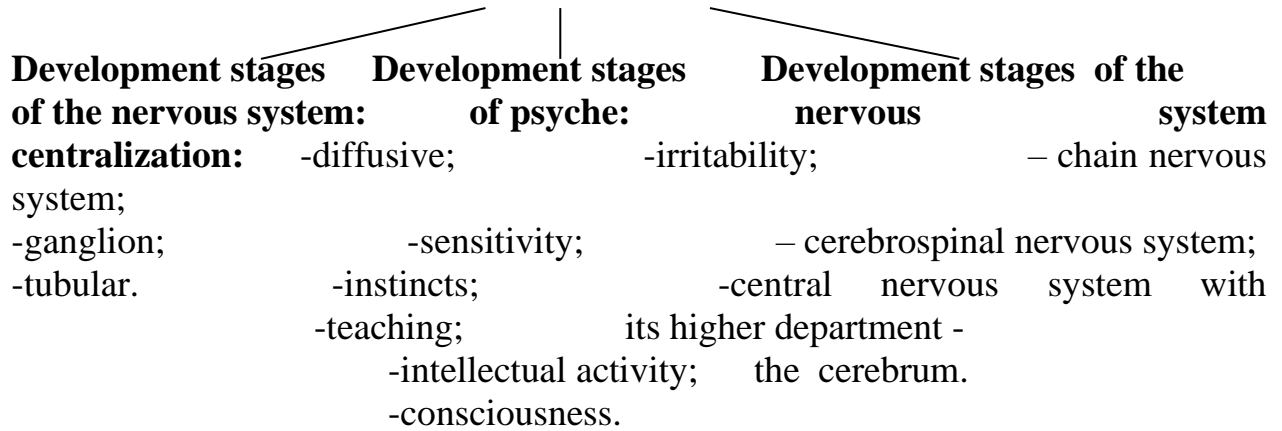 Development stages Development stages Development stages of the
of the nervous system: of psyche: nervous system
centralization: -diffusive; -irritability; – chain nervous
system;
-ganglion; -sensitivity; – cerebrospinal nervous system;
-tubular. -instincts; -central nervous system with
-teaching; its higher department -
-intellectual activity; the cerebrum.
-consciousness.